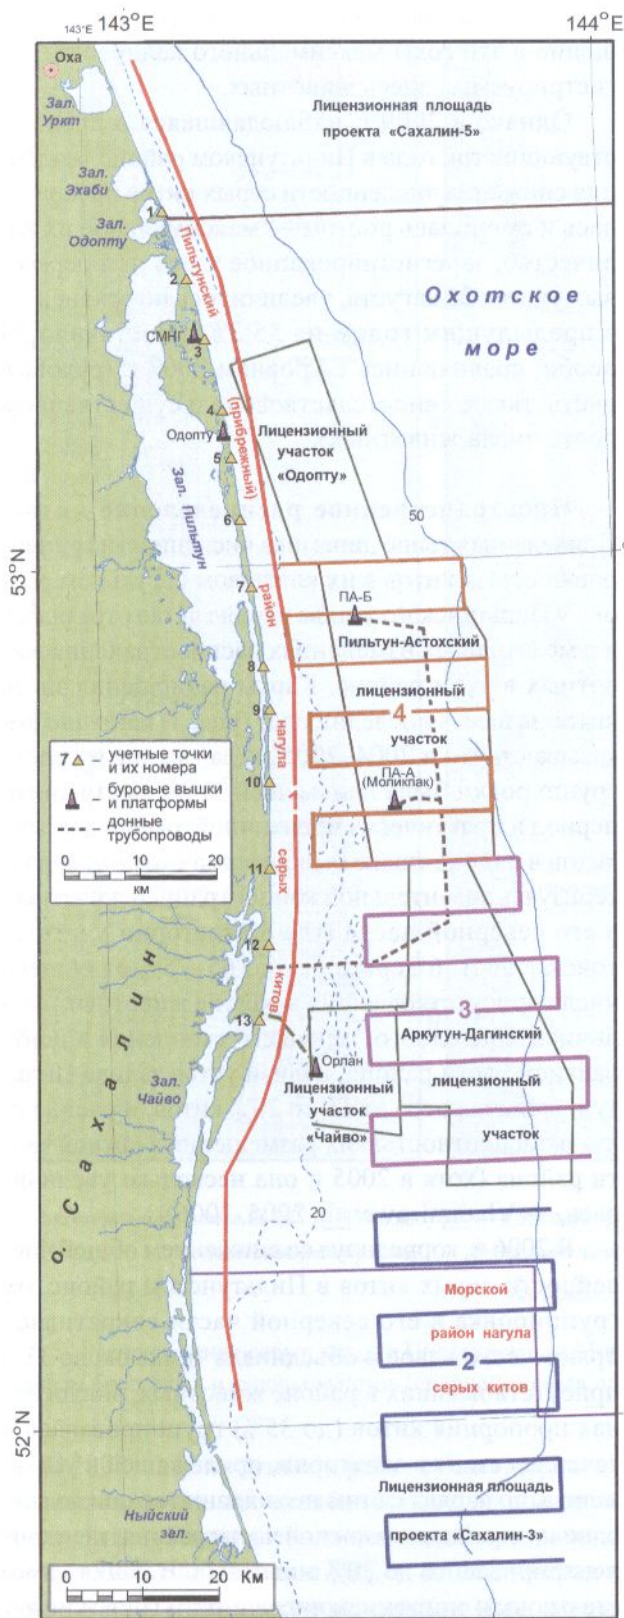 143°E
144°E
143°E
Оха
Зал.
Уркт
Лицензионная площадь
проекта «Сахалин-5»
Зал.
Эхаби
Зал.
Одопту
1
Пильтунский
2
Охотское
море
СМНГ
3
4
Одопту
(прибрежный)
Лицензионный
участок
«Одопту»
5
Зал. Пильтун
6
50
53°N
район
7
ПА-Б
Пильтун-Астохский
8
лицензионный
4
9
нагула
участок
7
учетные точки
и их номера
буровые вышки
и платформы
донные
трубопроводы
0 10 20
км
10
ПА-А
(Моликпак)
серых
11
12
китов
13
3
Аркутун-Дагинский
Орлан
Зал.
Чайво
Лицензионный
участок
«Чайво»
лицензионный
участок
о. Сахалин
20
Морской
район нагула
2
серых китов
52°N
Лицензионная площадь
проекта «Сахалин-3»
Ныйский
зал.
20 Км
0 10 20